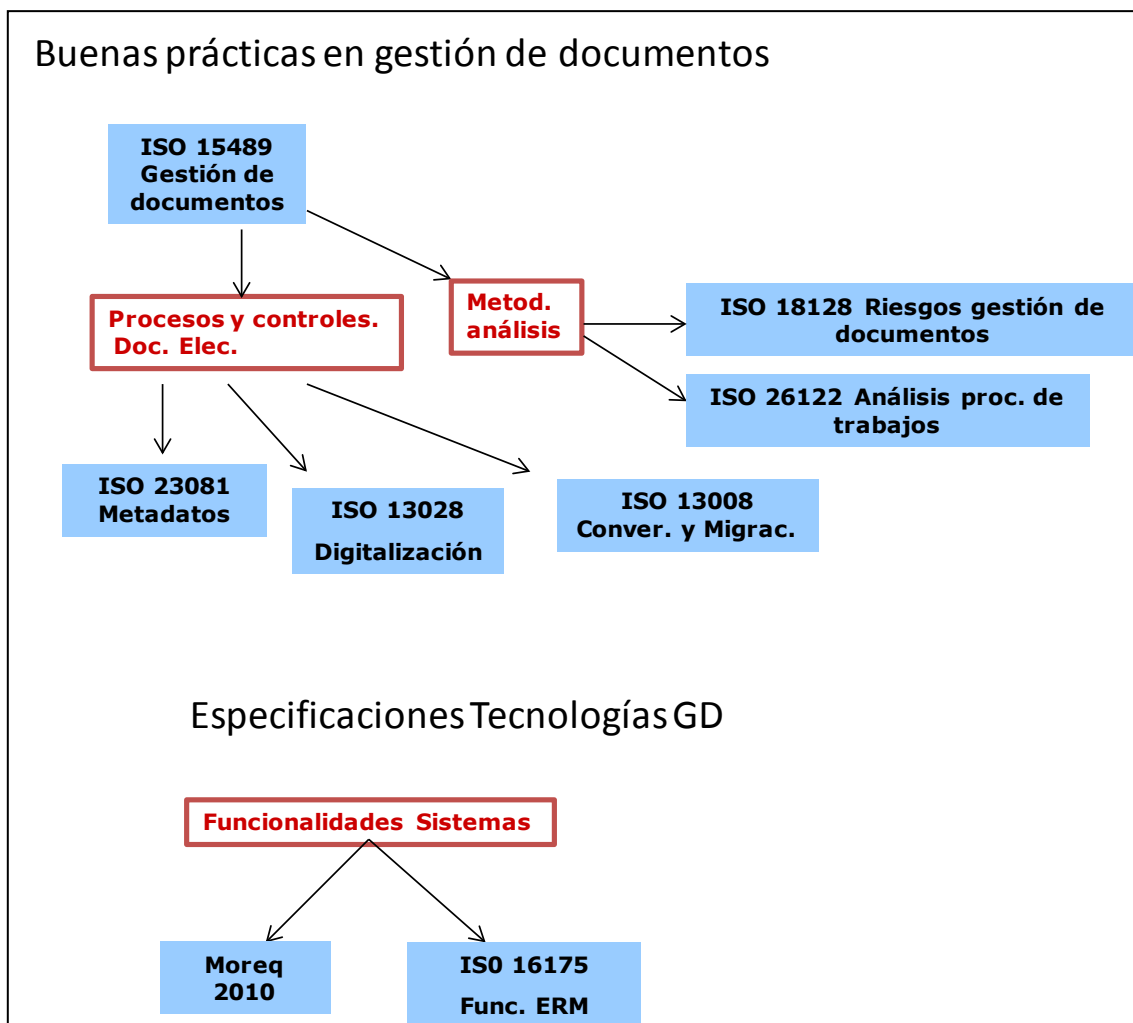 Buenas prácticas en gestión de documentos
ISO 15489
Gestión de
documentos
Procesos y controles.
Doc. Elec.
Metod.
análisis
ISO 18128 Riesgos gestión de
documentos
ISO 26122 Análisis proc. de
trabajos
ISO 23081
Metadatos
ISO 13028
Digitalización
ISO 13008
Conver. y Migrac.
Especificaciones Tecnologías GD
Funcionalidades Sistemas
Moreq
2010
IS0 16175
Func. ERM